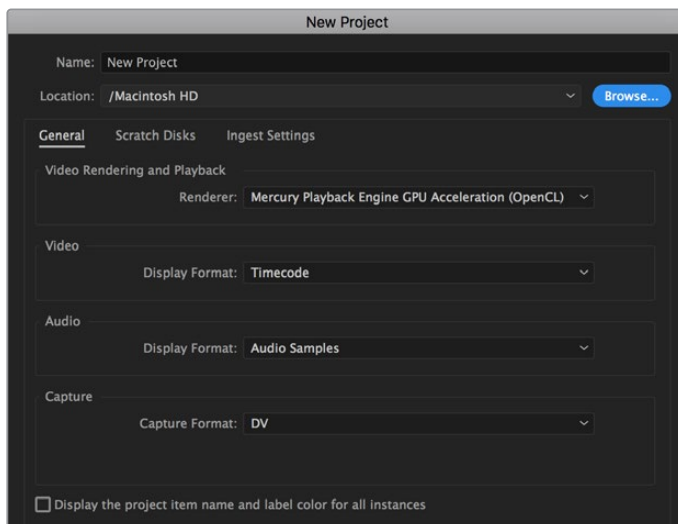 New Project
Name: New Project
Location: /Macintosh HD Browse...
General Scratch Disks Ingest Settings
Video Rendering and Playback
Renderer: Mercury Playback Engine GPU Acceleration (OpenCL)
Video
Display Format: Timecode
Audio
Display Format: Audio Samples
Capture
Capture Format: DV
Display the project item name and label color for all instances